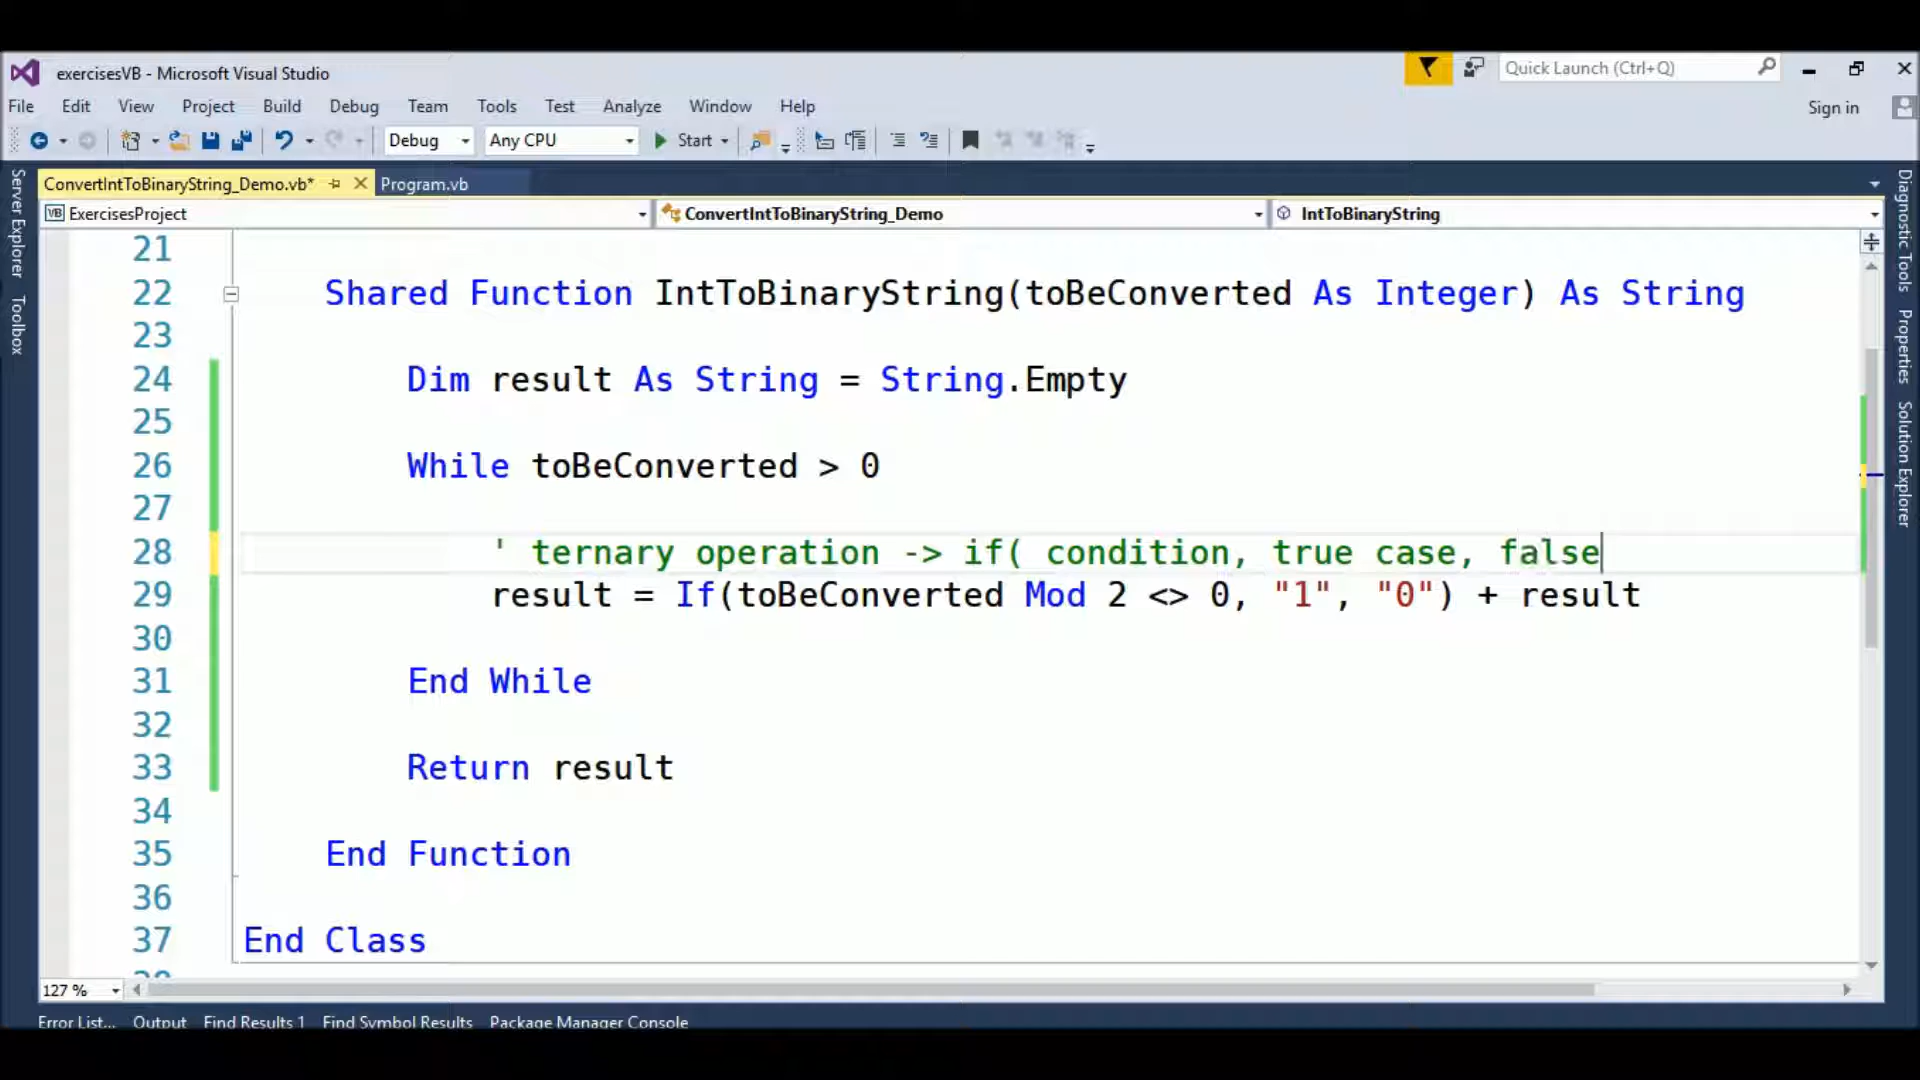 exercisesVB - Microsoft Visual Studio
Quick Launch (Ctrl+Q)
File Edit View Project Build Debug Team Tools Test Analyze Window Help
Sign in
Debug Any CPU Start
ConvertIntToBinaryString_Demo.vb* Program.vb
VB ExercisesProject ConvertIntToBinaryString_Demo IntToBinaryString
Server Explorer
Toolbox
21
22 Shared Function IntToBinaryString(toBeConverted As Integer) As String
23
24 Dim result As String = String.Empty
25
26 While toBeConverted > 0
27
28 ' ternary operation -> if( condition, true case, false
29 result = If(toBeConverted Mod 2 <> 0, "1", "0") + result
30
31 End While
32
33 Return result
34
35 End Function
36
37 End Class
Diagnostic Tools
Properties
Solution Explorer
127 %
Error List... Output Find Results 1 Find Symbol Results Package Manager Console